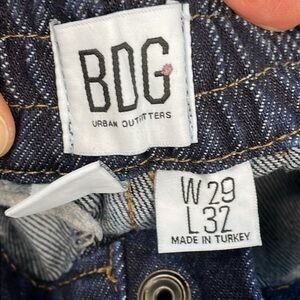 BDG
URBAN OUTFITTERS
W 29
L 32
MADE IN TURKEY